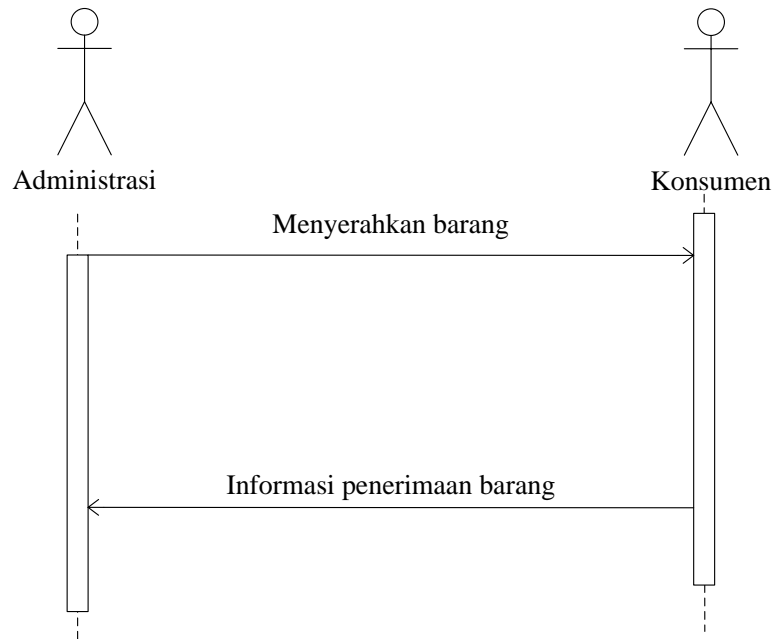 Administrasi
Konsumen
Menyerahkan barang
Informasi penerimaan barang